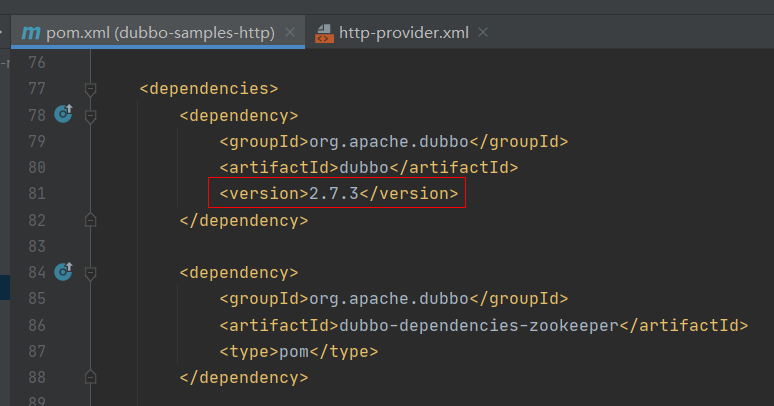 pom.xml (dubbo-samples-http)
http-provider.xml
76
77 <dependencies>
78 <dependency>
79 <groupId>org.apache.dubbo</groupId>
80 <artifactId>dubbo</artifactId>
81 <version>2.7.3</version>
82 </dependency>
83
84 <dependency>
85 <groupId>org.apache.dubbo</groupId>
86 <artifactId>dubbo-dependencies-zookeeper</artifactId>
87 <type>pom</type>
88 </dependency>
89